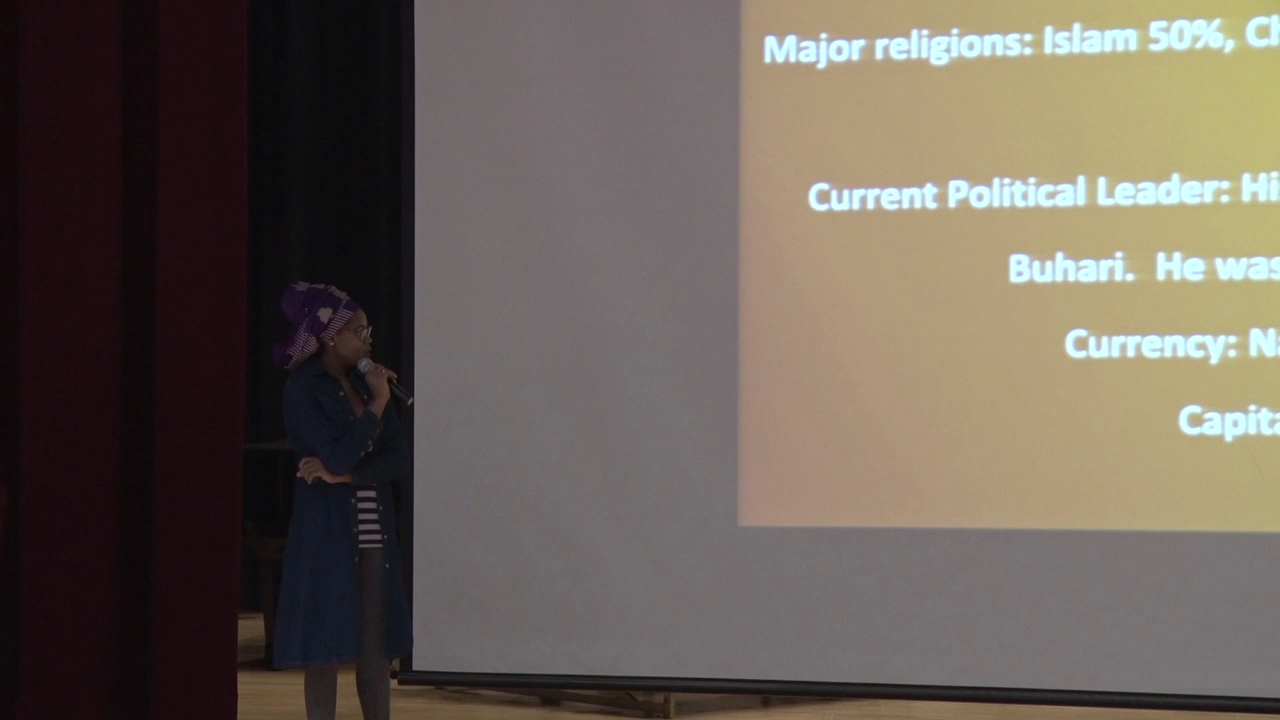 Major religions: Islam 50%, Ch
Current Political Leader: Hi
Buhari. He was
Currency: Na
Capita